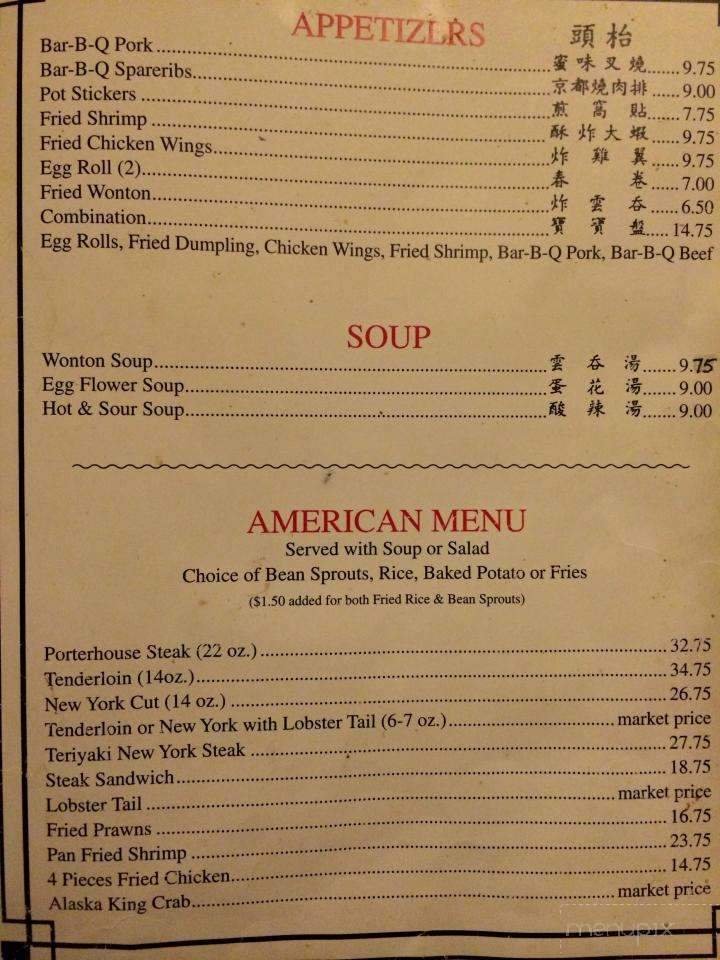 APPETIZERS 頭枱
Bar-B-Q Pork 蜜味叉燒 9.75
Bar-B-Q Spareribs 京都燒肉排 9.00
Pot Stickers 煎窩貼 7.75
Fried Shrimp 酥炸大蝦 9.75
Fried Chicken Wings 炸雞翼 9.75
Egg Roll (2) 春卷 7.00
Fried Wonton 炸雲吞 6.50
Combination 寶寶盤 14.75
Egg Rolls, Fried Dumpling, Chicken Wings, Fried Shrimp, Bar-B-Q Pork, Bar-B-Q Beef
SOUP
Wonton Soup 雲吞湯 9.75
Egg Flower Soup 蛋花湯 9.00
Hot & Sour Soup 酸辣湯 9.00
AMERICAN MENU
Served with Soup or Salad
Choice of Bean Sprouts, Rice, Baked Potato or Fries
($1.50 added for both Fried Rice & Bean Sprouts)
Porterhouse Steak (22 oz.) 32.75
Tenderloin (14oz.) 34.75
New York Cut (14 oz.) 26.75
Tenderloin or New York with Lobster Tail (6-7 oz.) market price
Teriyaki New York Steak 27.75
Steak Sandwich 18.75
Lobster Tail market price
Fried Prawns 16.75
Pan Fried Shrimp 23.75
4 Pieces Fried Chicken 14.75
Alaska King Crab market price
menupix